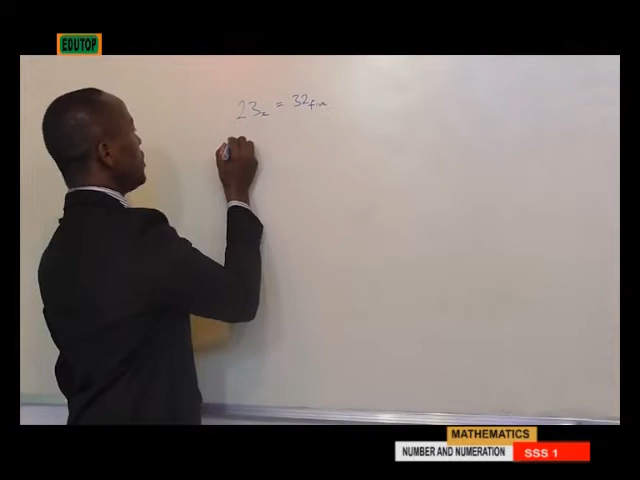 EDUTOP
23x = 32five
MATHEMATICS
NUMBER AND NUMERATION SSS 1